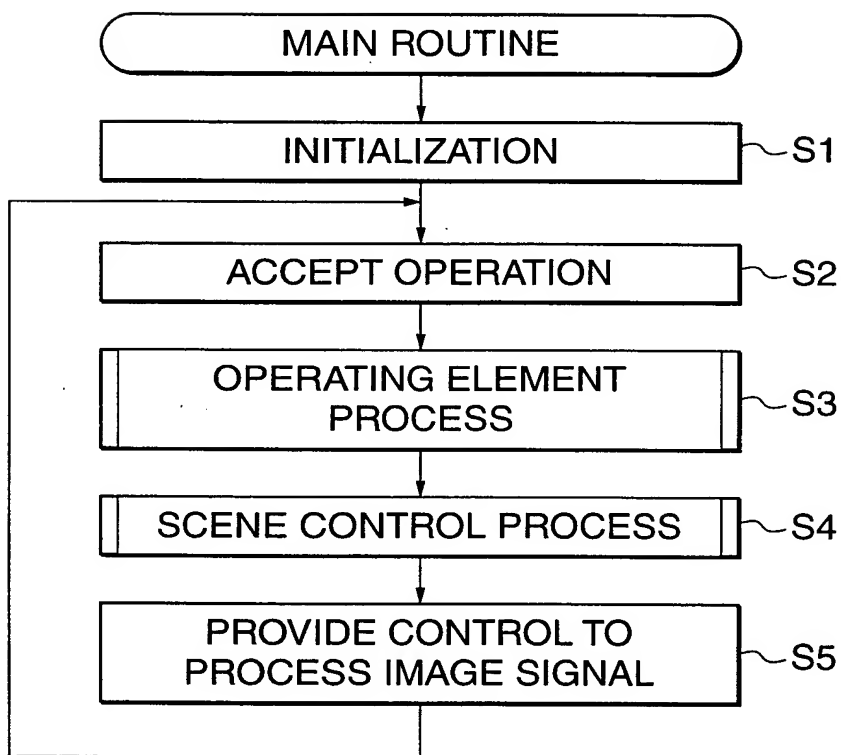 MAIN ROUTINE
INITIALIZATION
S1
ACCEPT OPERATION
S2
OPERATING ELEMENT
PROCESS
S3
SCENE CONTROL PROCESS
S4
PROVIDE CONTROL TO
PROCESS IMAGE SIGNAL
S5